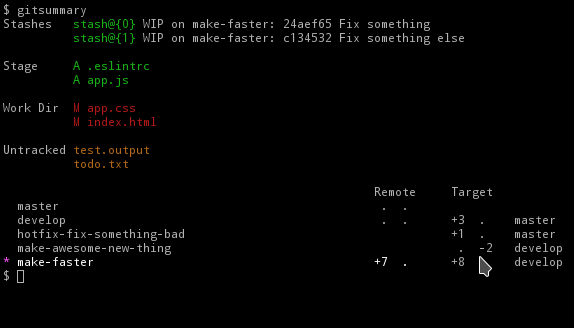 $ gitsummary
Stashes stash@{0} WIP on make-faster: 24aef65 Fix something
stash@{1} WIP on make-faster: c134532 Fix something else
Stage A .eslintrc
A app.js
Work Dir M app.css
M index.html
Untracked test.output
todo.txt
Remote Target
master . .
develop . . +3 . master
hotfix-fix-something-bad +1 . master
make-awesome-new-thing . -2 develop
* make-faster +7 . +8 develop
$